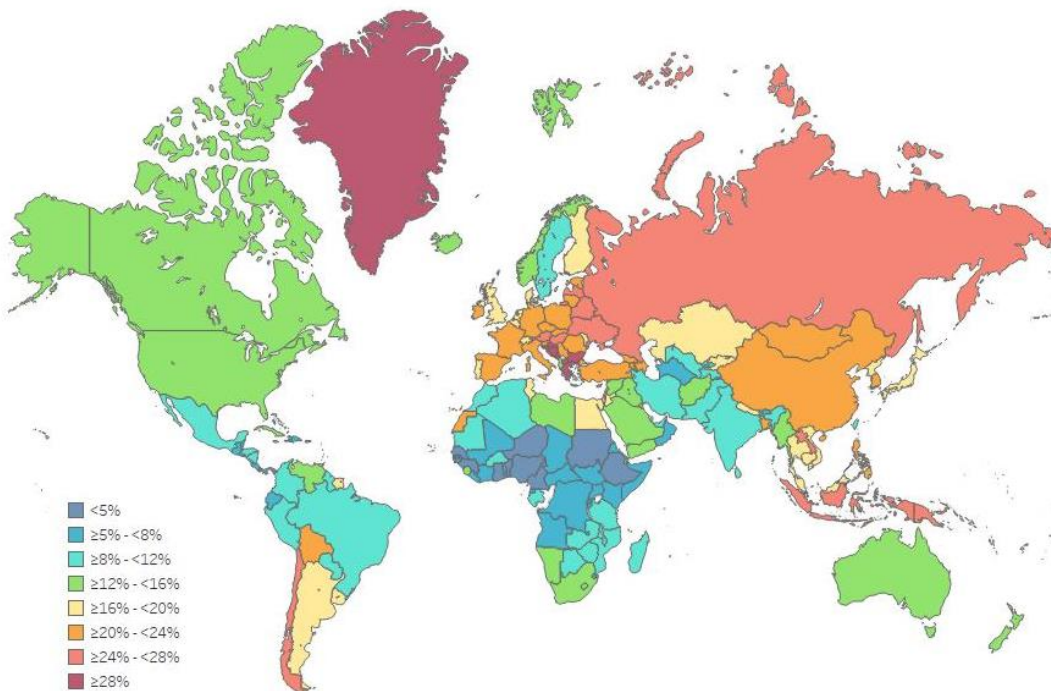 <5%
≥5% - <8%
≥8% - <12%
≥12% - <16%
≥16% - <20%
≥20% - <24%
≥24% - <28%
≥28%